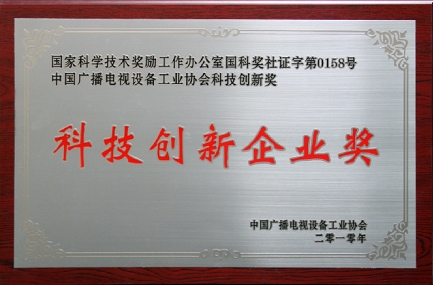 国家科学技术奖励工作办公室国科奖社证字第0158号
中国广播电视设备工业协会科技创新奖
科技创新企业奖
中国广播电视设备工业协会
二零一零年